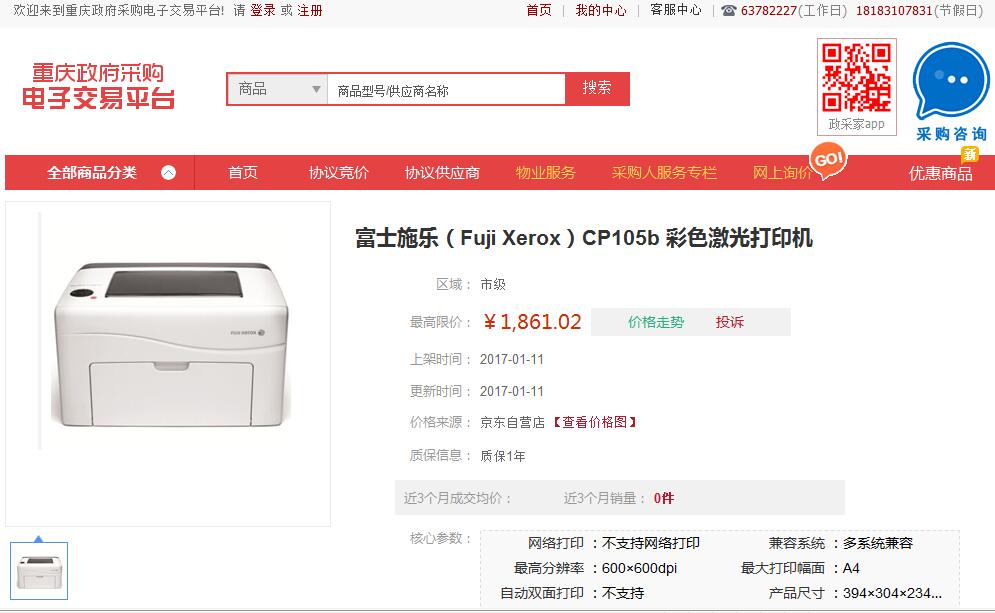 欢迎来到重庆政府采购电子交易平台! 请 登录 或 注册
首页 | 我的中心 | 客服中心 | 63782227(工作日) 18183107831(节假日)
重庆政府采购
电子交易平台
商品 ▼ 商品型号/供应商名称 搜索
政采家app
采购咨询
全部商品分类 首页 协议竞价 协议供应商 物业服务 采购人服务专栏 网上询价 GO! 优惠商品 新
富士施乐（Fuji Xerox）CP105b 彩色激光打印机
FUJI XEROX
区域： 市级
最高限价： ￥1,861.02 价格走势 投诉
上架时间： 2017-01-11
更新时间： 2017-01-11
价格来源： 京东自营店【查看价格图】
质保信息： 质保1年
近3个月成交均价： 近3个月销量： 0件
核心参数：
网络打印 ：不支持网络打印 兼容系统 ：多系统兼容
最高分辨率 ：600×600dpi 最大打印幅面 ：A4
自动双面打印 ：不支持 产品尺寸 ：394×304×234...